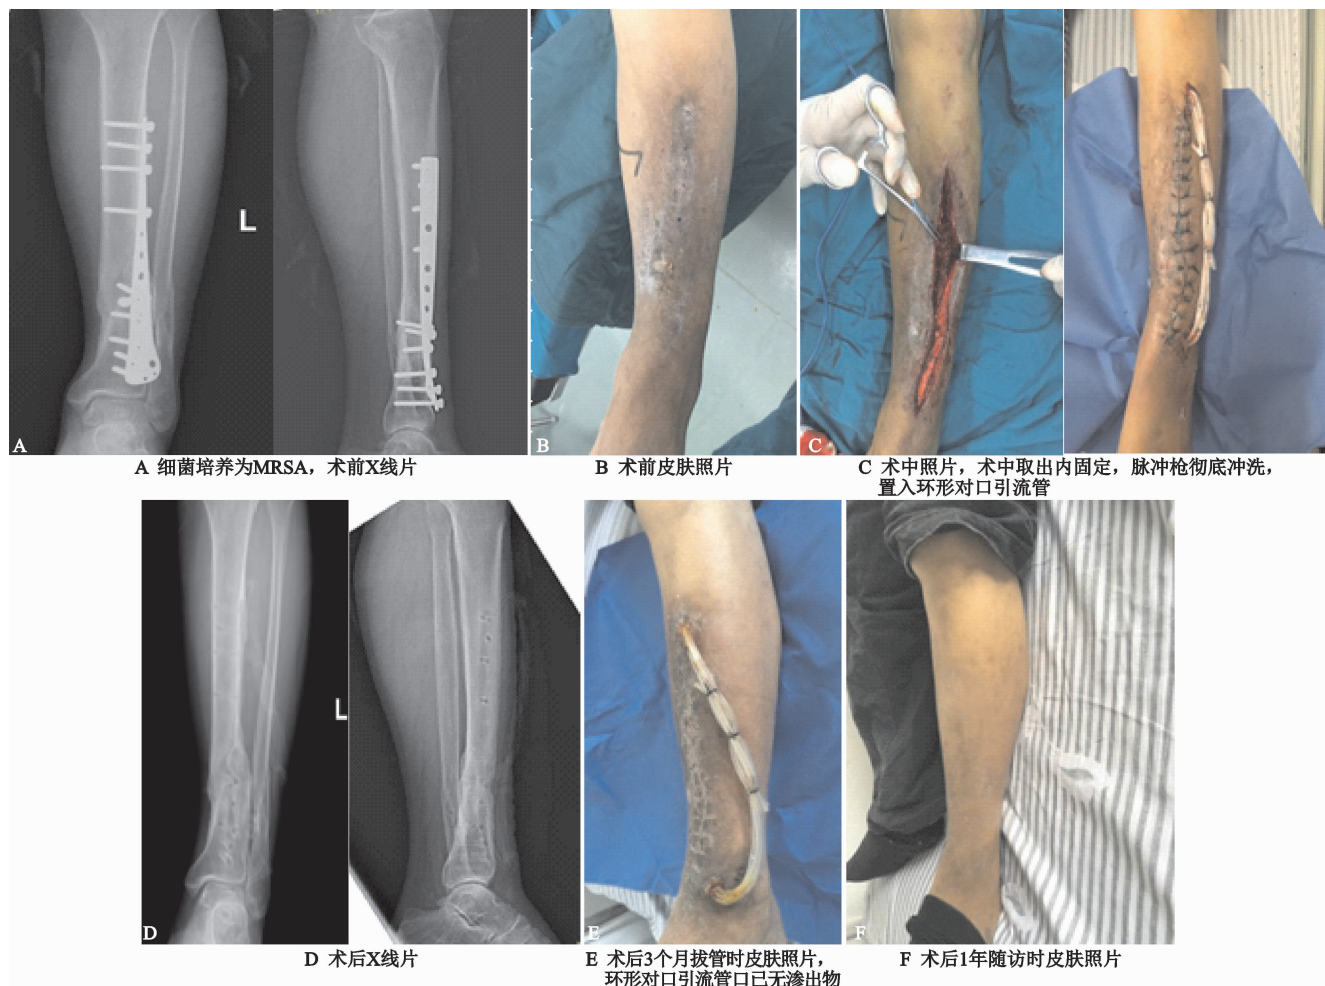 L
A
B
C
A 细菌培养为MRSA，术前X线片
B 术前皮肤照片
C 术中照片，术中取出内固定，脉冲枪彻底冲洗，
置入环形对口引流管
L
D
E
F
D 术后X线片
E 术后3个月拔管时皮肤照片，
环形对口引流管口已无渗出物
F 术后1年随访时皮肤照片